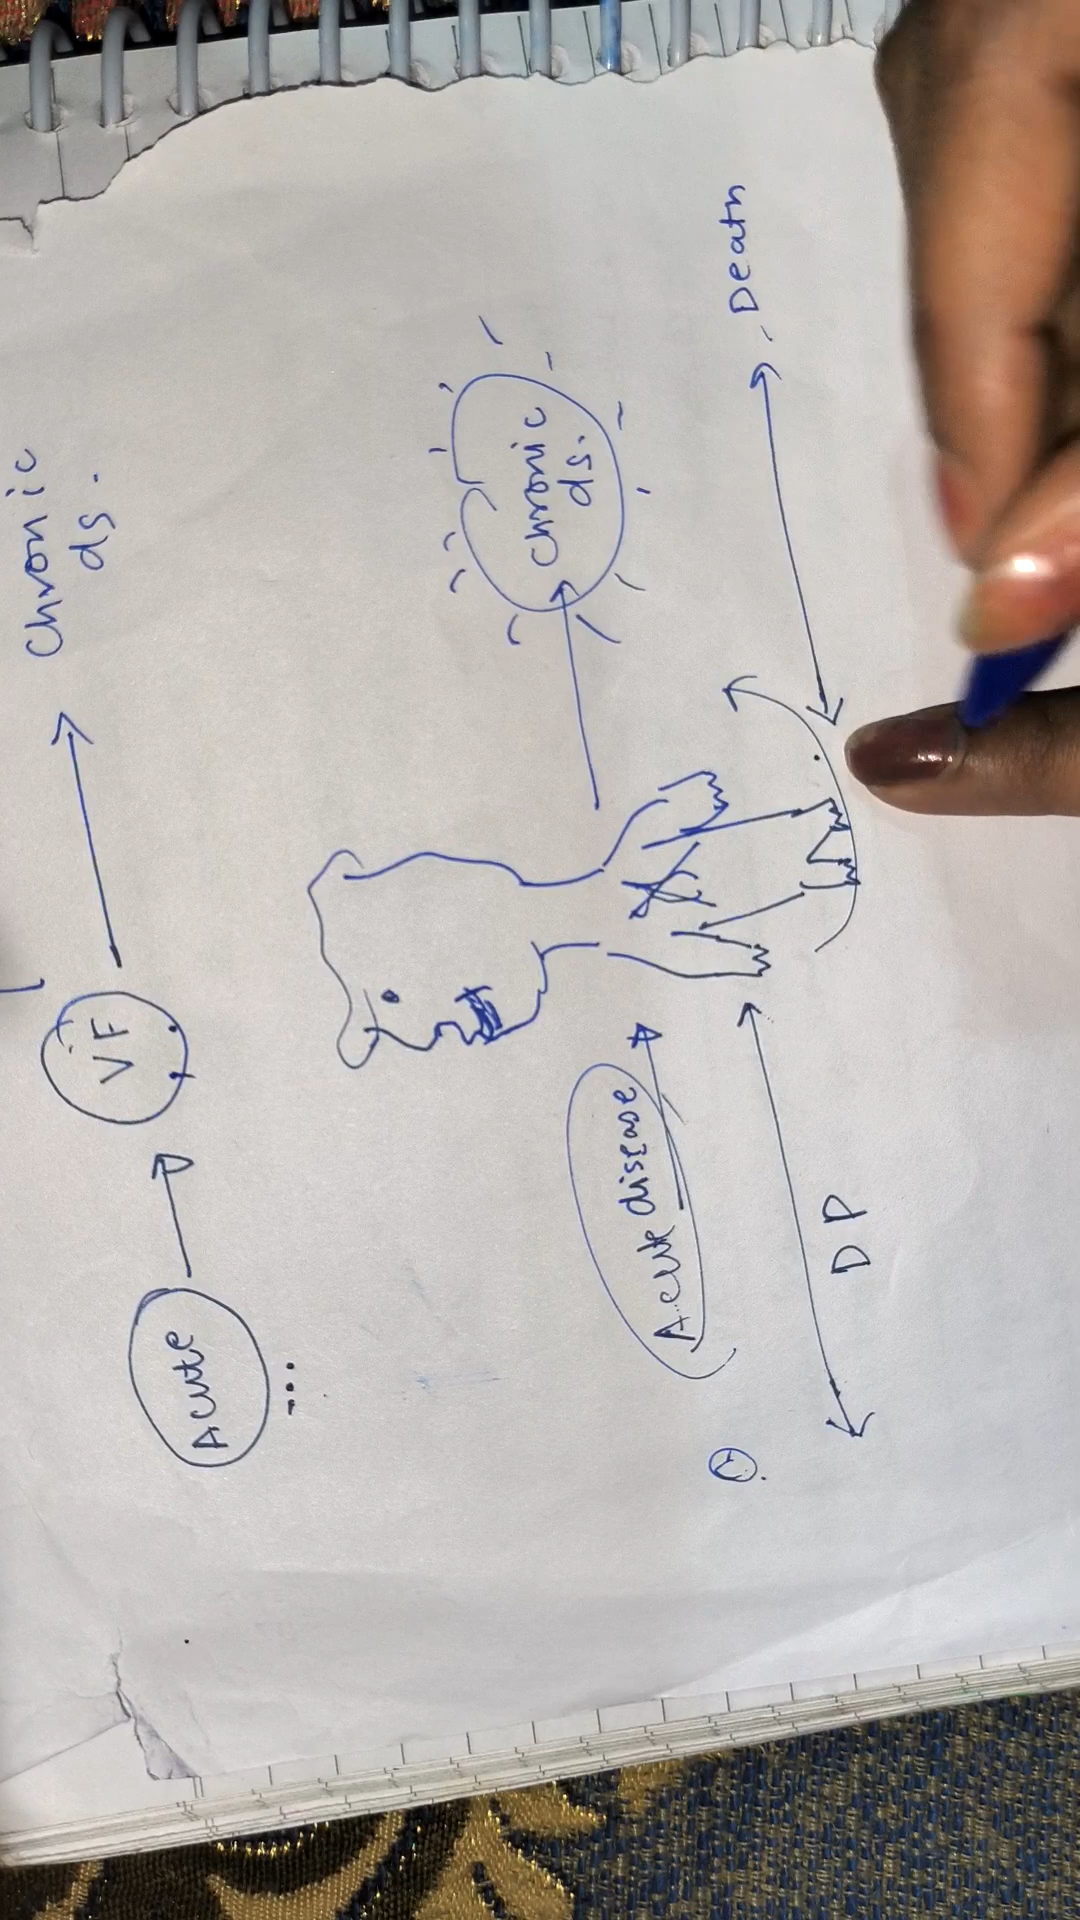 Acute
VF
Chronic
ds.
Acute disease
Chronic
ds.
DP
Death